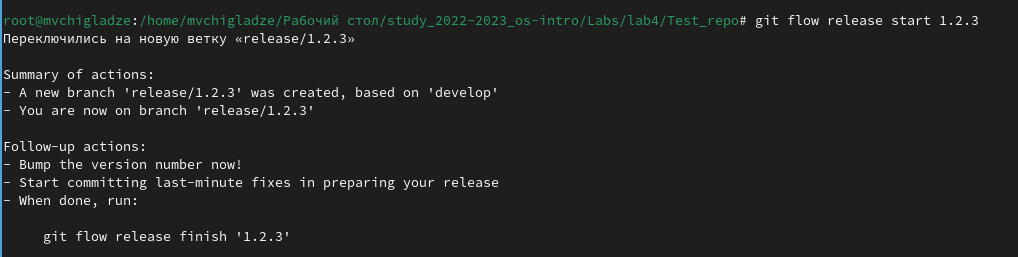 root@mvchigladze:/home/mvchigladze/Рабочий стол/study_2022-2023_os-intro/Labs/lab4/Test_repo# git flow release start 1.2.3
Переключились на новую ветку «release/1.2.3»
Summary of actions:
- A new branch 'release/1.2.3' was created, based on 'develop'
- You are now on branch 'release/1.2.3'
Follow-up actions:
- Bump the version number now!
- Start committing last-minute fixes in preparing your release
- When done, run:
git flow release finish '1.2.3'